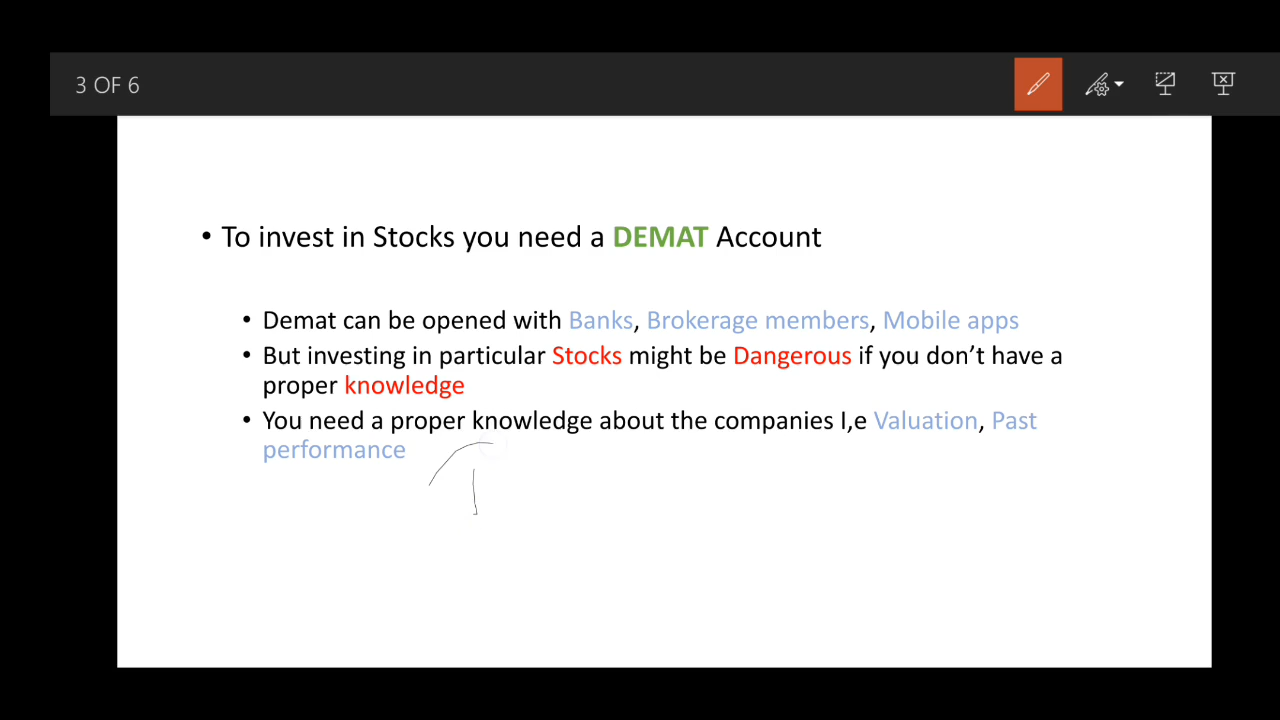 3 OF 6
• To invest in Stocks you need a DEMAT Account
• Demat can be opened with Banks, Brokerage members, Mobile apps
• But investing in particular Stocks might be Dangerous if you don’t have a
proper knowledge
• You need a proper knowledge about the companies I,e Valuation, Past
performance